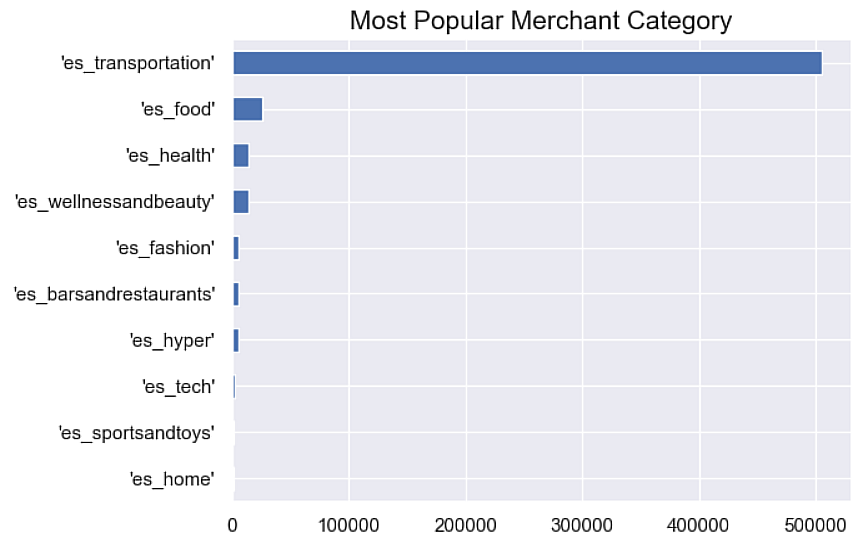 Most Popular Merchant Category
'es_transportation'
'es_food'
'es_health'
'es_wellnessandbeauty'
'es_fashion'
'es_barsandrestaurants'
'es_hyper'
'es_tech'
'es_sportsandtoys'
'es_home'
0 100000 200000 300000 400000 500000